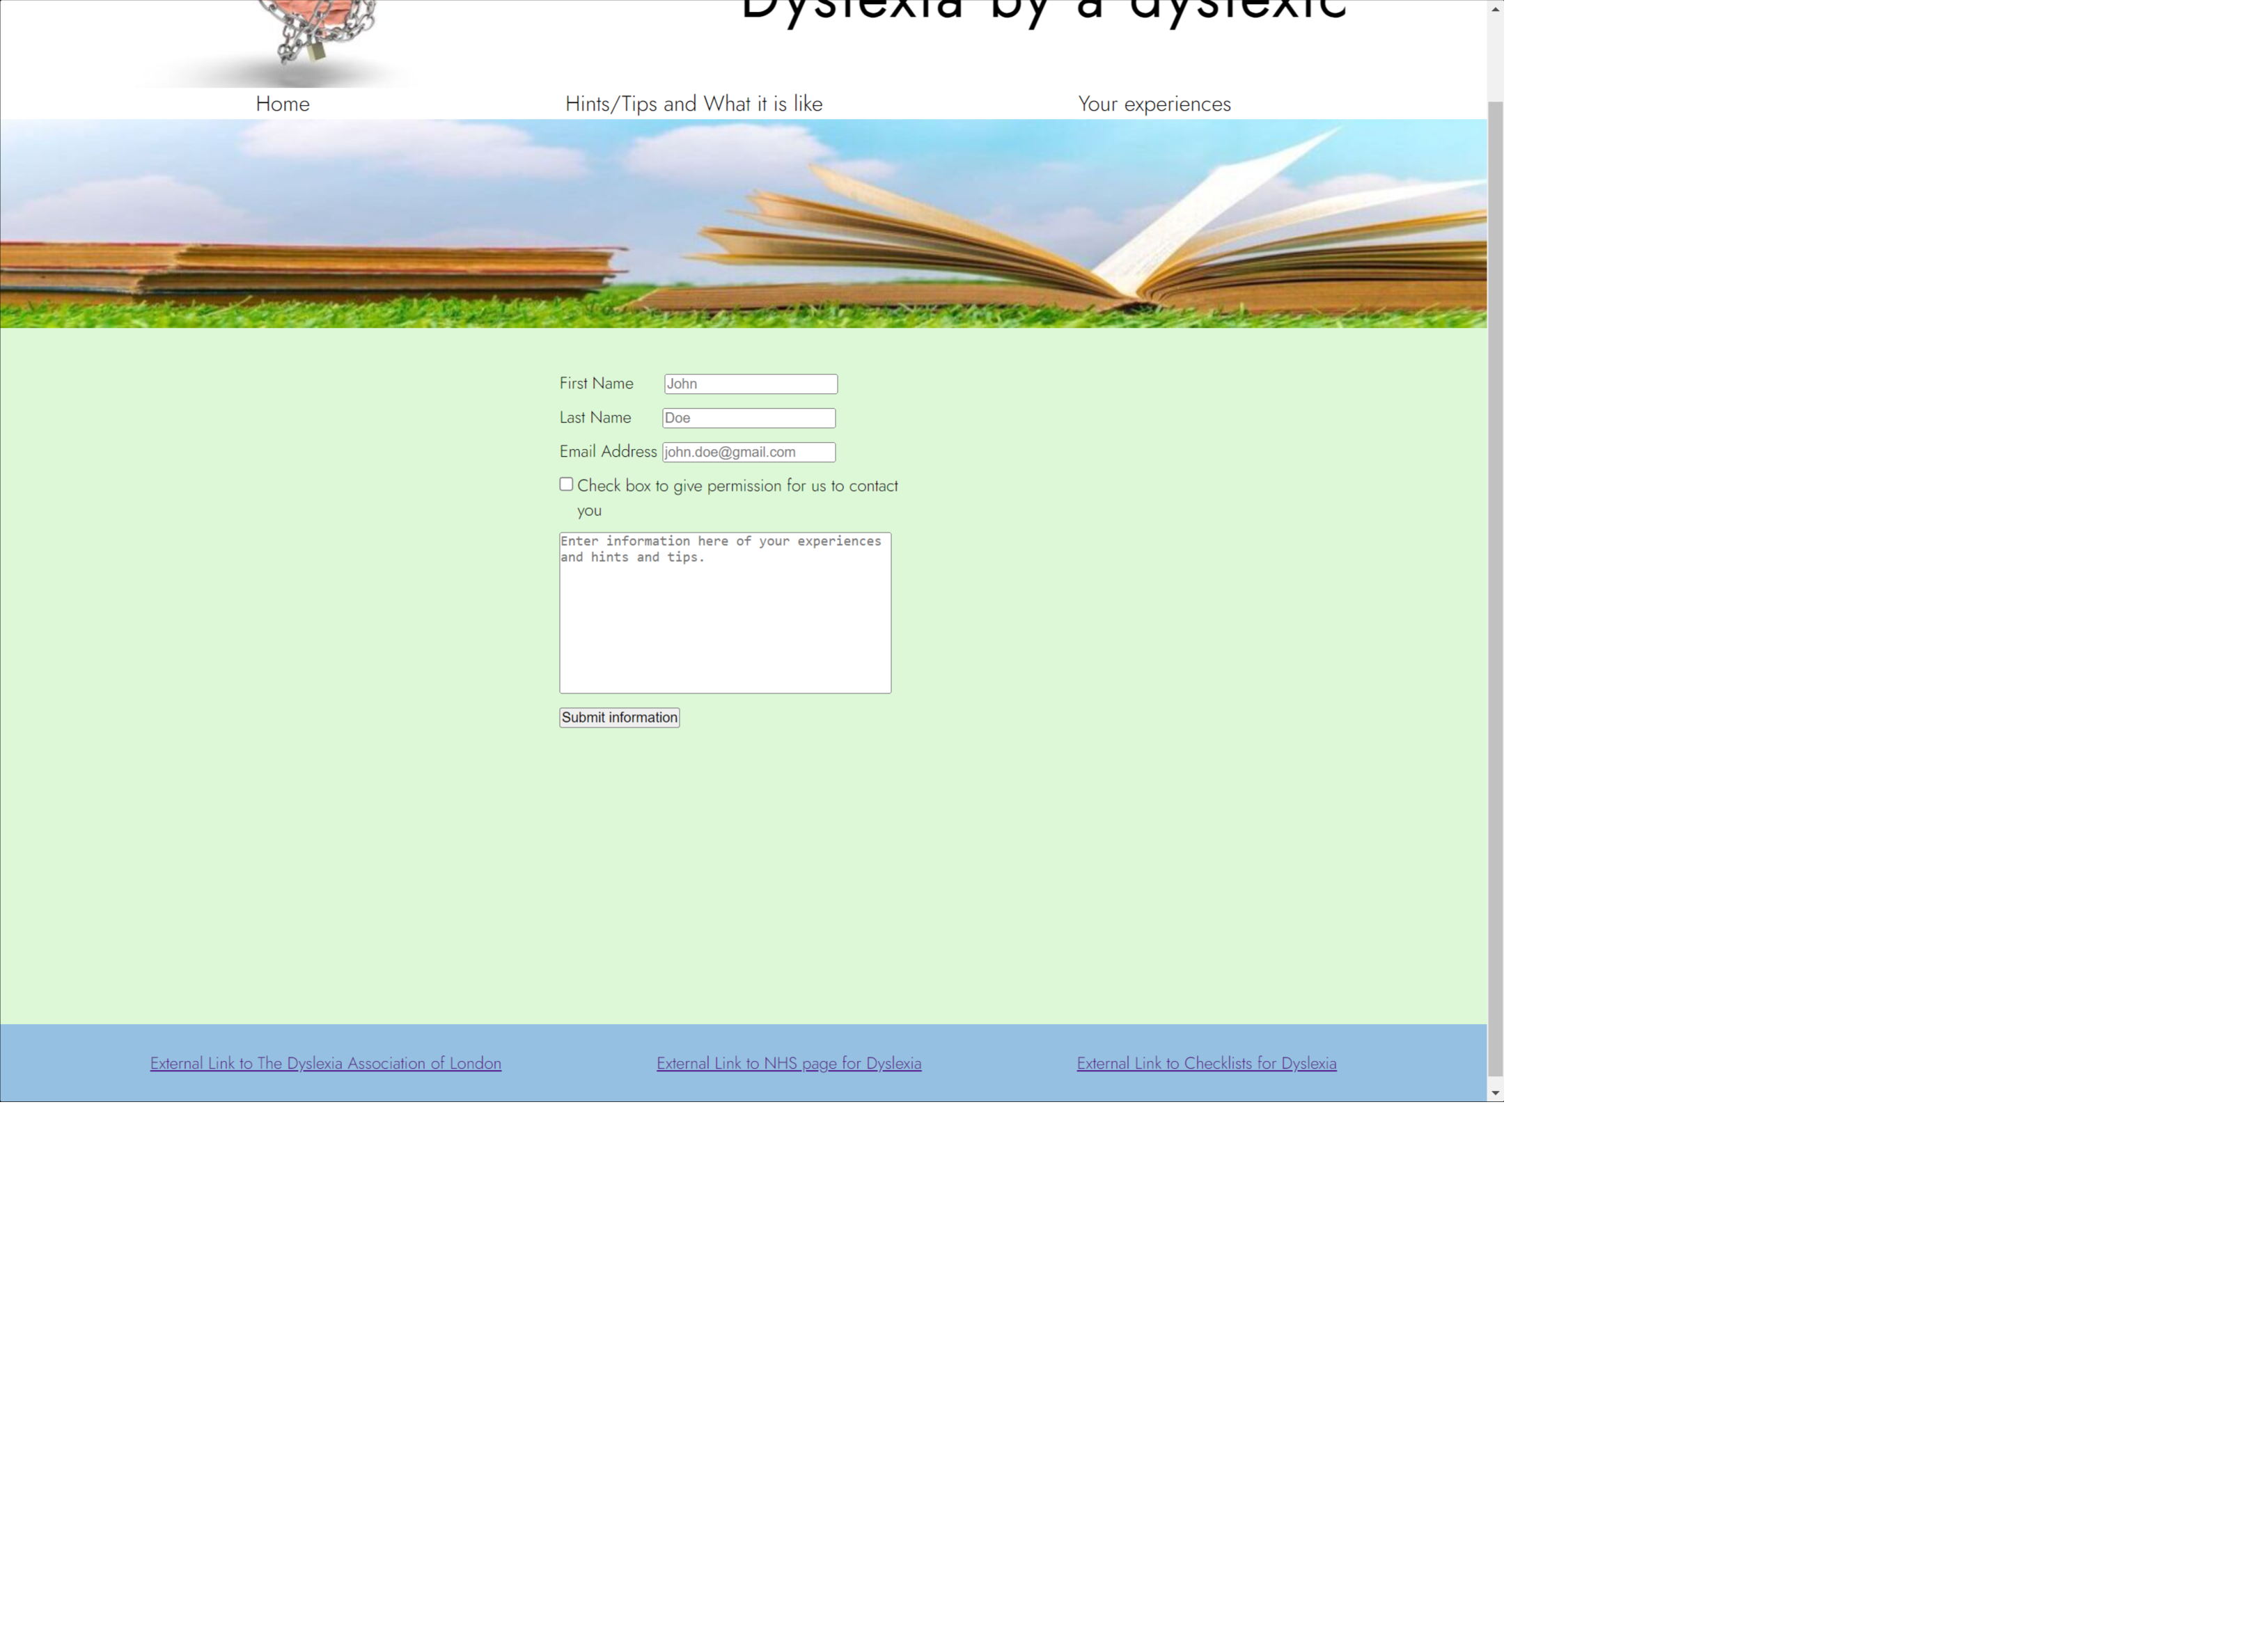 Dyslexia by a dyslexic
Home
Hints/Tips and What it is like
Your experiences
First Name
John
Last Name
Doe
Email Address
john.doe@gmail.com
Check box to give permission for us to contact
you
Enter information here of your experiences
and hints and tips.
Submit information
External Link to The Dyslexia Association of London
External Link to NHS page for Dyslexia
External Link to Checklists for Dyslexia